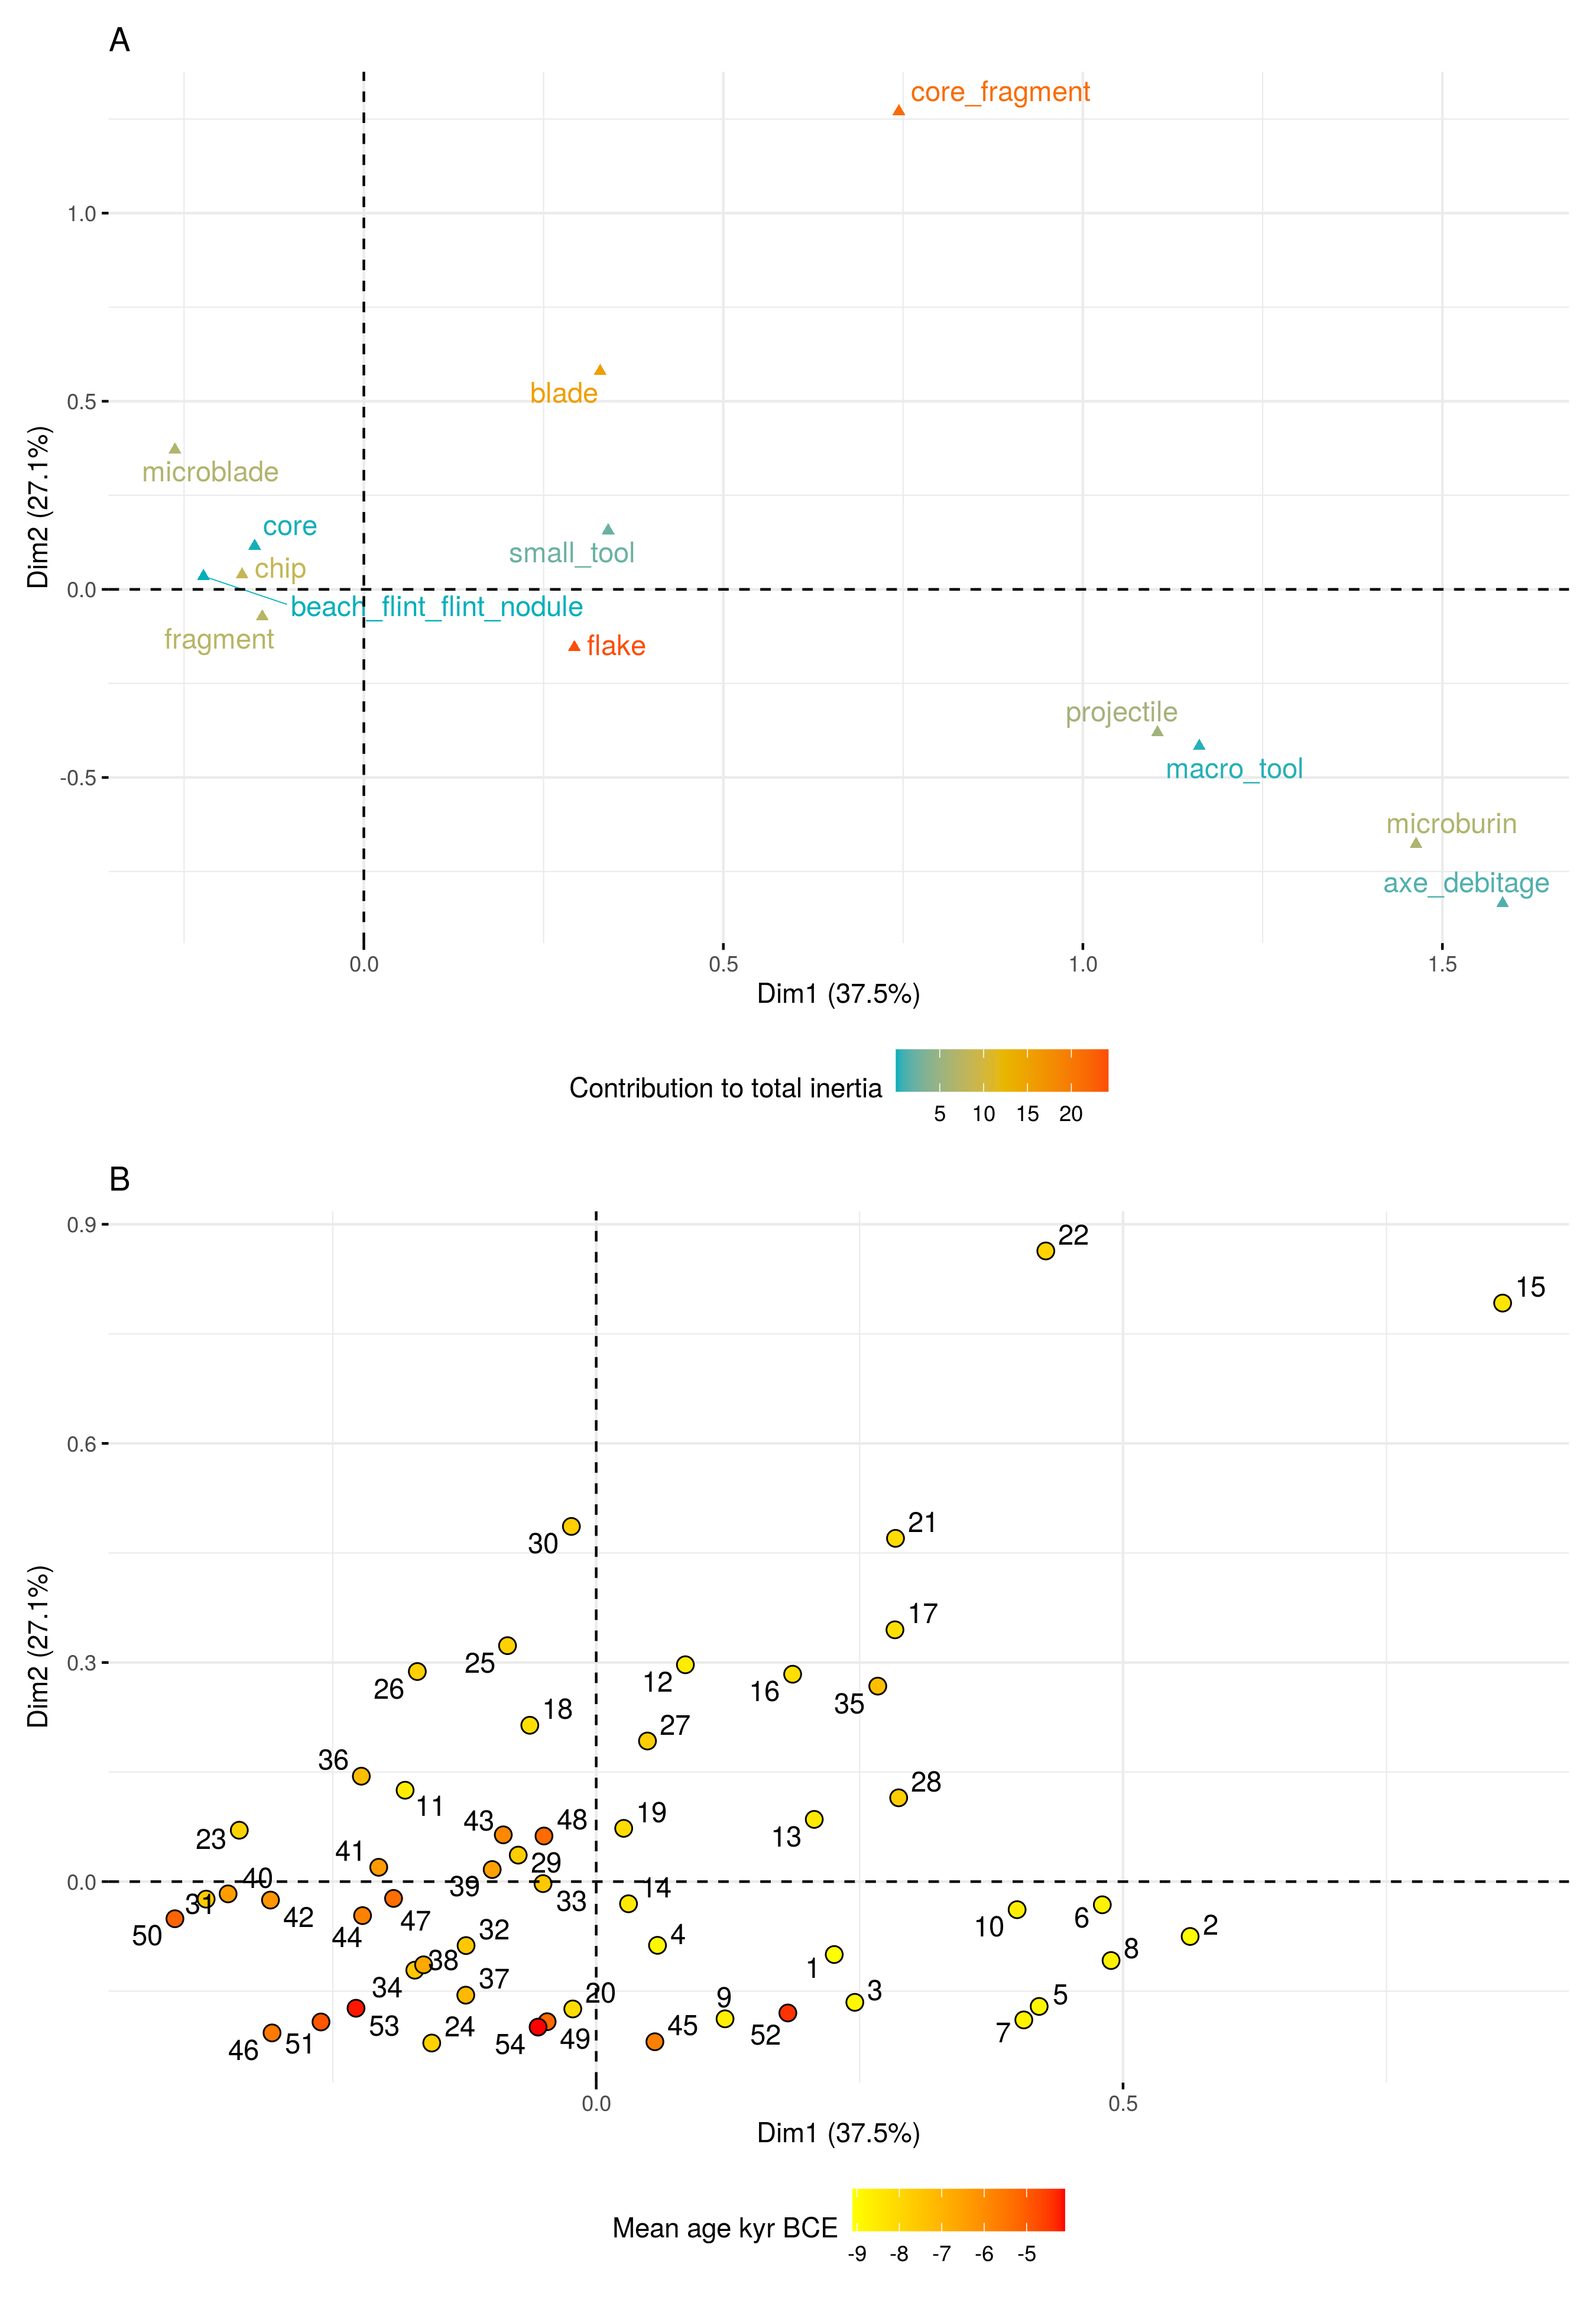 A
core_fragment
1.0
blade
0.5
microblade
core
small_tool
chip
0.0
beach_flint_flint_nodule
fragment
flake
projectile
macro_tool
-0.5
microburin
axe_debitage
Dim2 (27.1%)
0.0 0.5 1.0 1.5
Dim1 (37.5%)
Contribution to total inertia
5 10 15 20
B
0.9
22
15
0.6
21
30
17
0.3
25
12
26
16
35
18
27
36
28
11
43
48
19
13
23
41
29
0.0
40
39
14
33
31
42
47
10
6
2
50
44
32
4
8
38
1
34
37
20
9
3
5
53
24
45
7
46
51
54
49
52
Dim2 (27.1%)
0.0 0.5
Dim1 (37.5%)
Mean age kyr BCE
-9 -8 -7 -6 -5